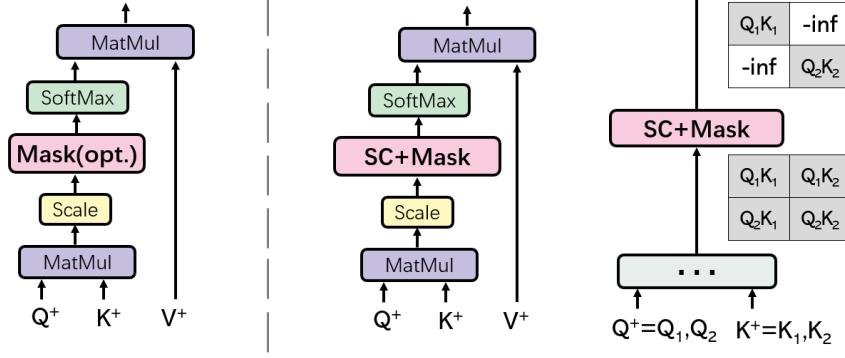 MatMul
SoftMax
Mask(opt.)
Scale
MatMul
Q⁺ K⁺ V⁺
MatMul
SoftMax
SC+Mask
Scale
MatMul
Q⁺ K⁺ V⁺
Q₁K₁ -inf
-inf Q₂K₂
SC+Mask
Q₁K₁ Q₁K₂
Q₂K₁ Q₂K₂
...
Q⁺=Q₁,Q₂ K⁺=K₁,K₂